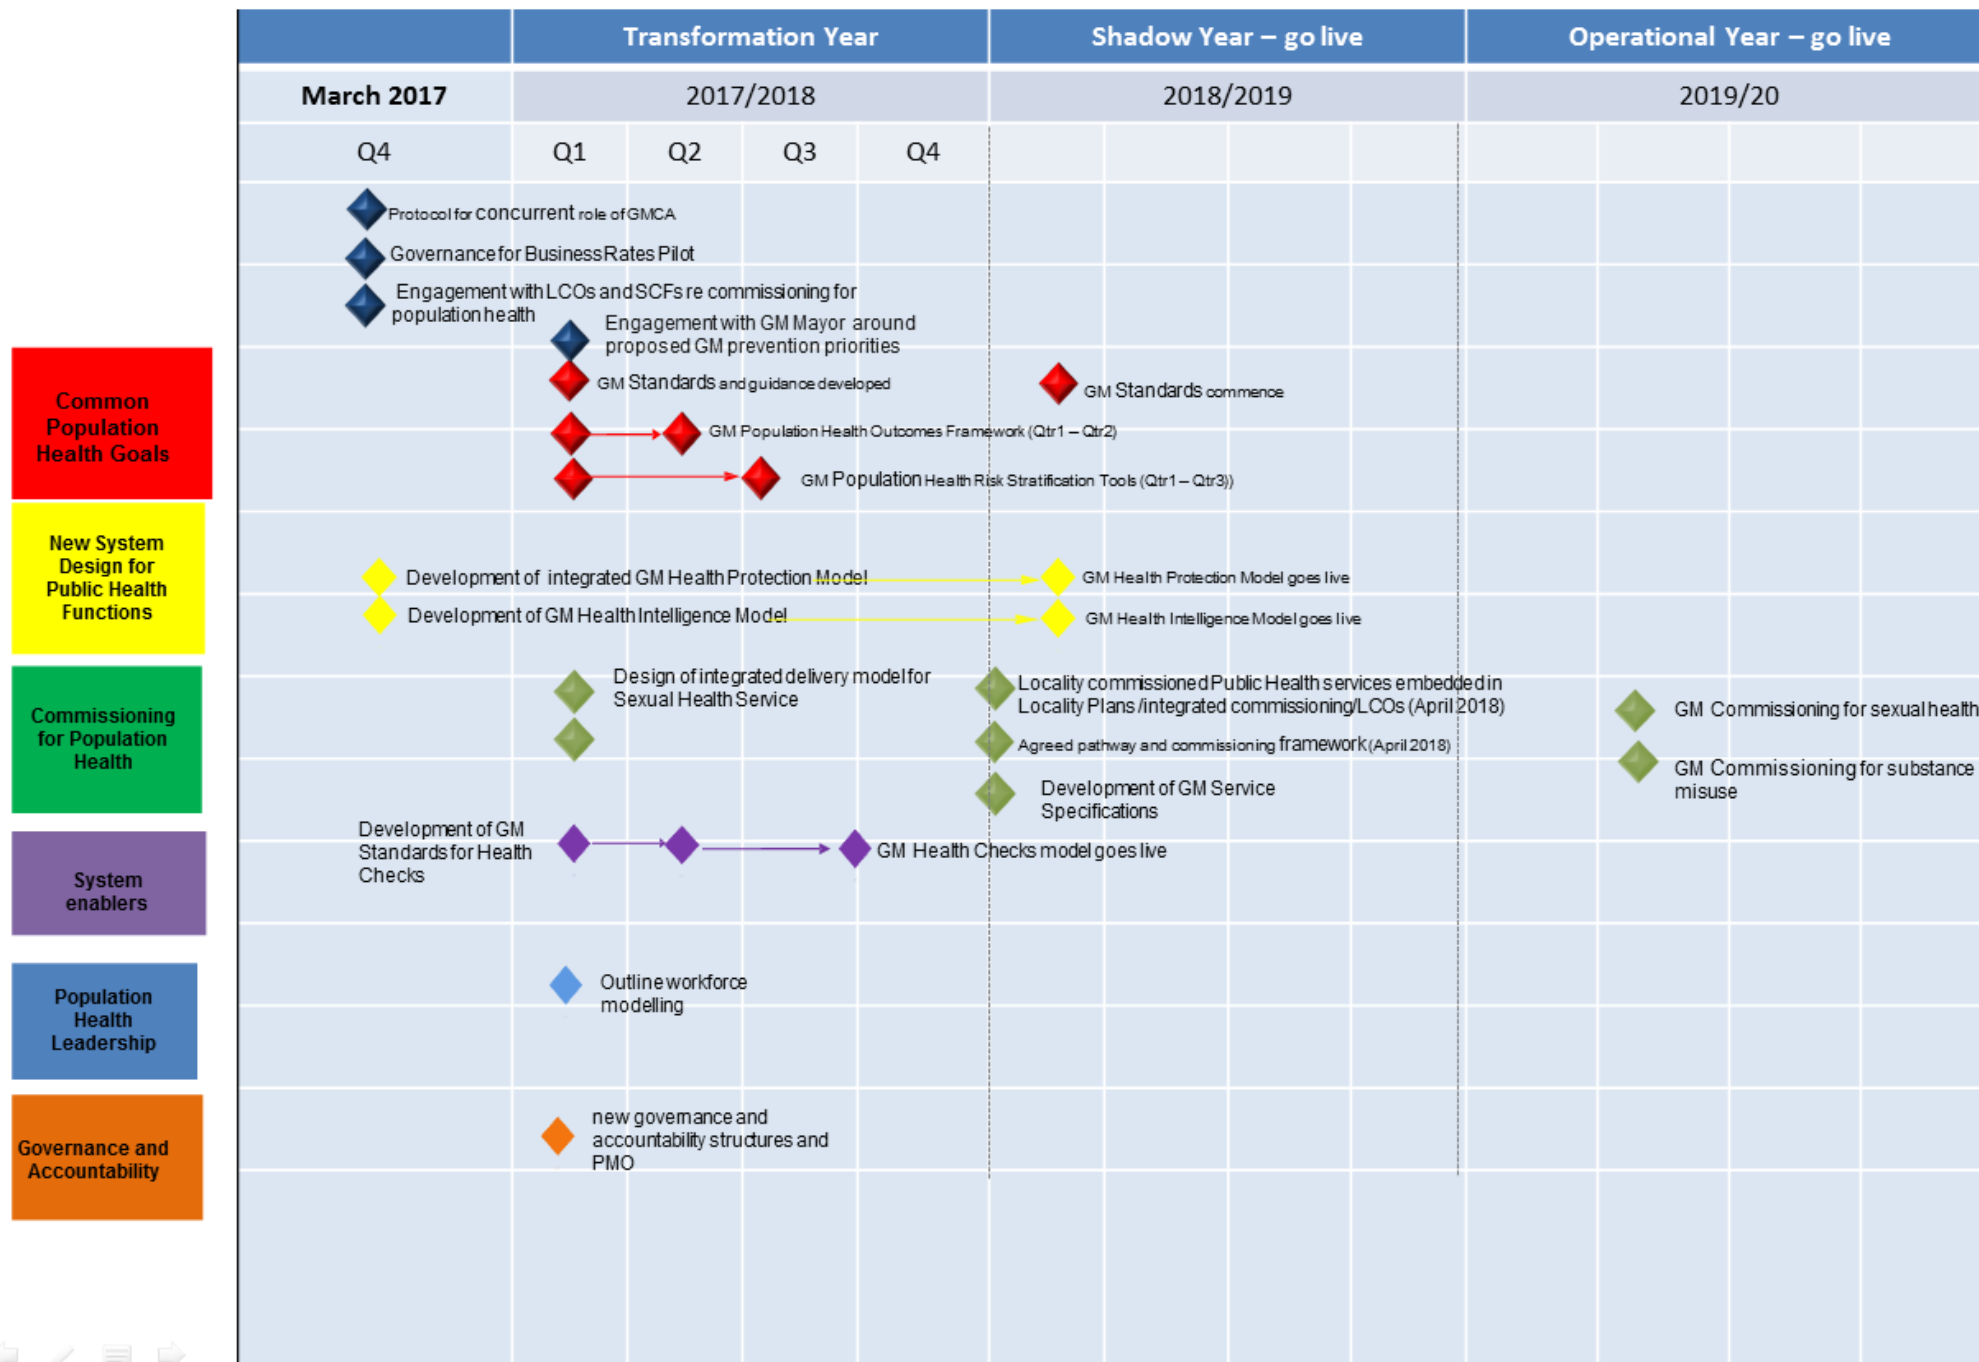 Transformation Year
Shadow Year – go live
Operational Year – go live
March 2017
2017/2018
2018/2019
2019/20
Q4
Q1
Q2
Q3
Q4
Protocol for concurrent role of GMCA
Governance for Business Rates Pilot
Engagement with LCOs and SCFs re commissioning for
population health
Engagement with GM Mayor around
proposed GM prevention priorities
Common
Population
Health Goals
GM Standards and guidance developed
GM Standards commence
GM Population Health Outcomes Framework (Qtr1 – Qtr2)
GM Population Health Risk Stratification Tools (Qtr1 – Qtr3))
New System
Design for
Public Health
Functions
Development of integrated GM Health Protection Model
GM Health Protection Model goes live
Development of GM Health Intelligence Model
GM Health Intelligence Model goes live
Commissioning
for Population
Health
Design of integrated delivery model for
Sexual Health Service
Locality commissioned Public Health services embedded in
Locality Plans /integrated commissioning/LCOs (April 2018)
Agreed pathway and commissioning framework (April 2018)
Development of GM Service
Specifications
GM Commissioning for sexual health
GM Commissioning for substance
misuse
System
enablers
Development of GM
Standards for Health
Checks
GM Health Checks model goes live
Population
Health
Leadership
Outline workforce
modelling
Governance and
Accountability
new governance and
accountability structures and
PMO